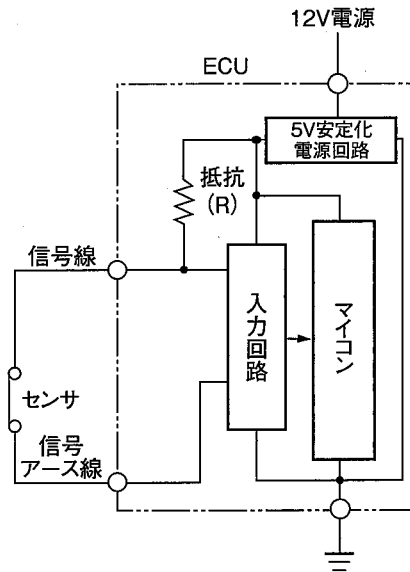 12V電源
ECU
5V安定化
電源回路
抵抗
(R)
信号線
入力回路
マイコン
センサ
信号
アース線